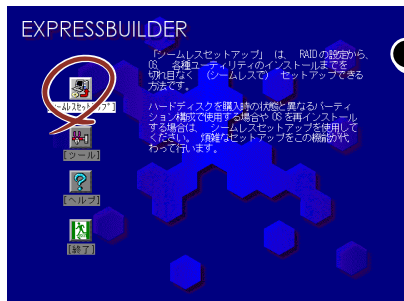 EXPRESSBUILDER
「シームレスセットアップ」 は、 RAIDの設定から、
OS、 各種ユーティリティのインストールまでを
切れ目なく （シームレスで） セットアップできる
方法です。
ハードディスクを購入時の状態と異なるパーティ
ション構成で使用する場合や OSを再インストール
する場合は、 シームレスセットアップを使用して
ください。 煩雑なセットアップをこの機能が代
わって行います。
[シームレスセットアップ]
[ツール]
[ヘルプ]
[終了]